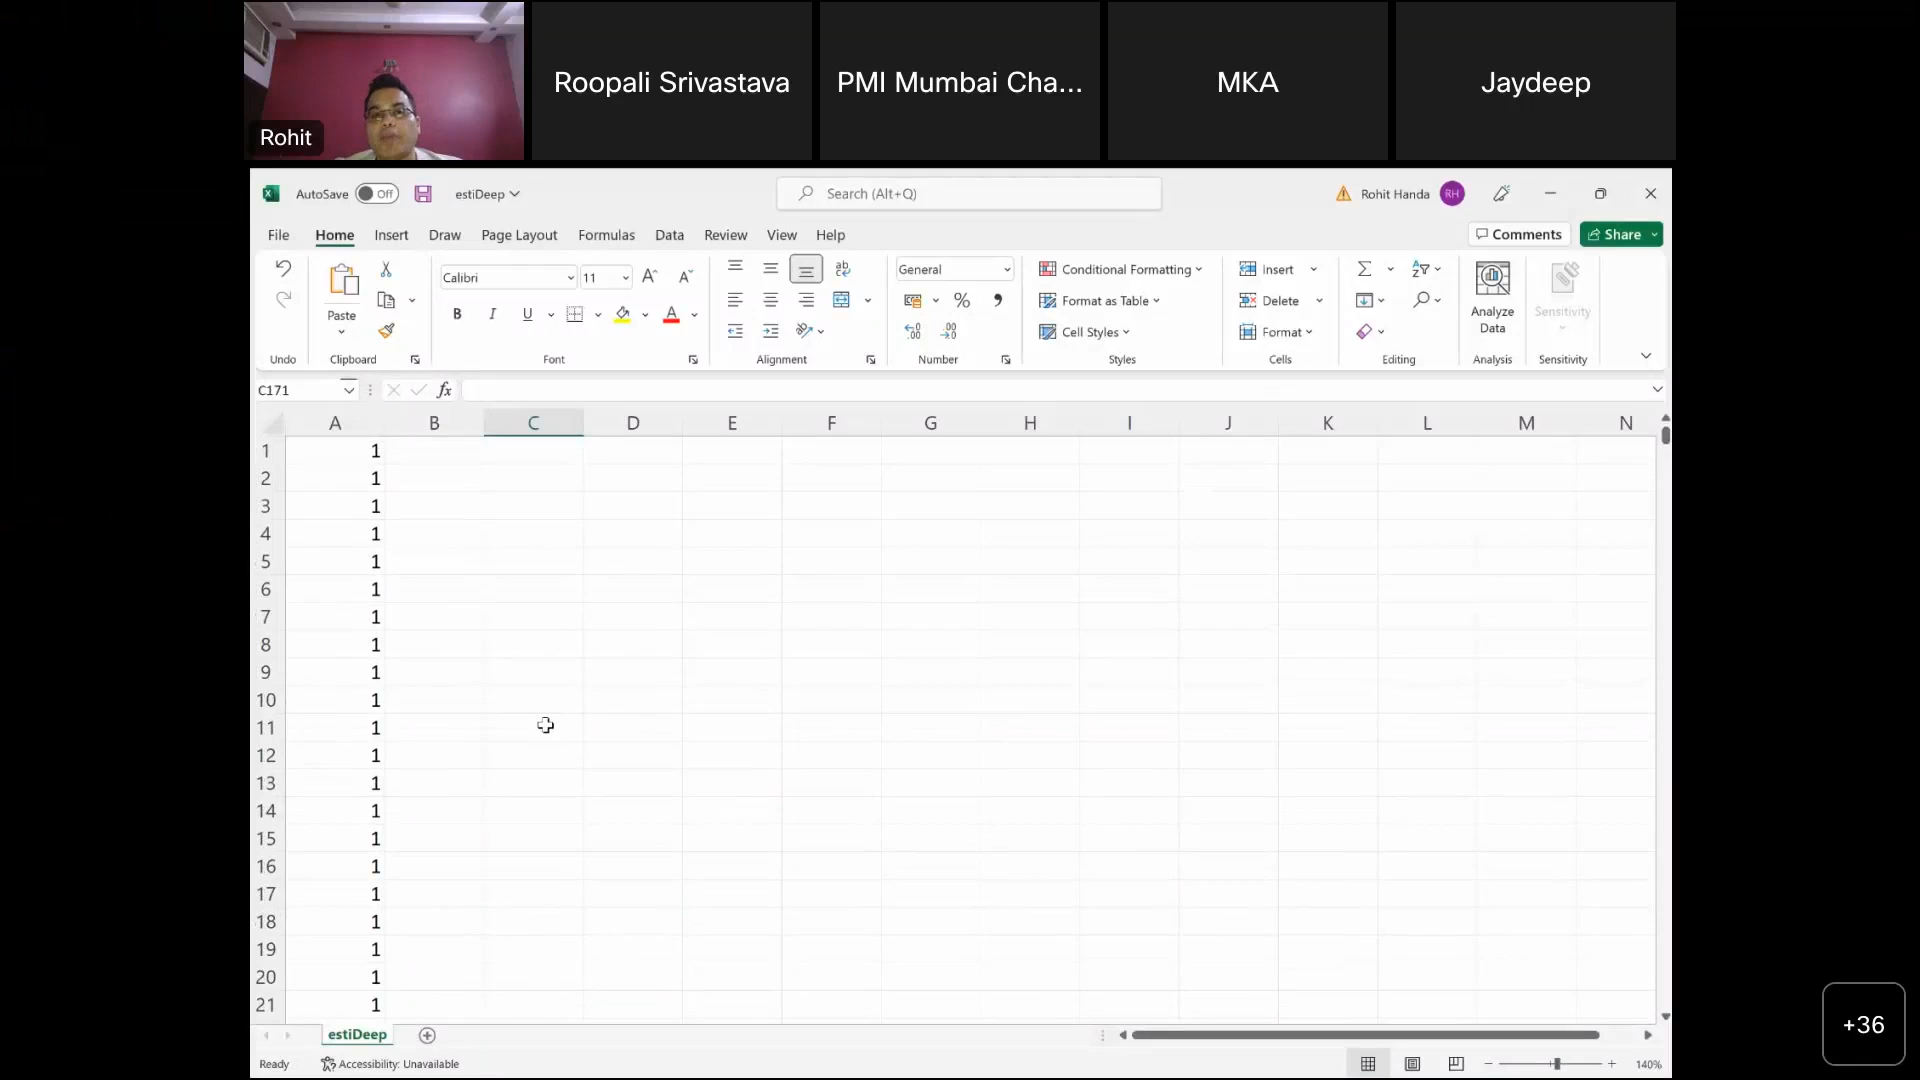 Rohit
Roopali Srivastava
PMI Mumbai Cha...
MKA
Jaydeep
AutoSave Off estiDeep Search (Alt+Q) Rohit Handa RH
File Home Insert Draw Page Layout Formulas Data Review View Help Comments Share
Calibri 11 General Conditional Formatting Insert
Paste B I U A % Format as Table Delete Analyze Data Sensitivity
Cell Styles Format
Undo Clipboard Font Alignment Number Styles Cells Editing Analysis Sensitivity
C171 fx
A B C D E F G H I J K L M N
1 1
2 1
3 1
4 1
5 1
6 1
7 1
8 1
9 1
10 1
11 1
12 1
13 1
14 1
15 1
16 1
17 1
18 1
19 1
20 1
21 1
estiDeep
Ready Accessibility: Unavailable 140%
+36